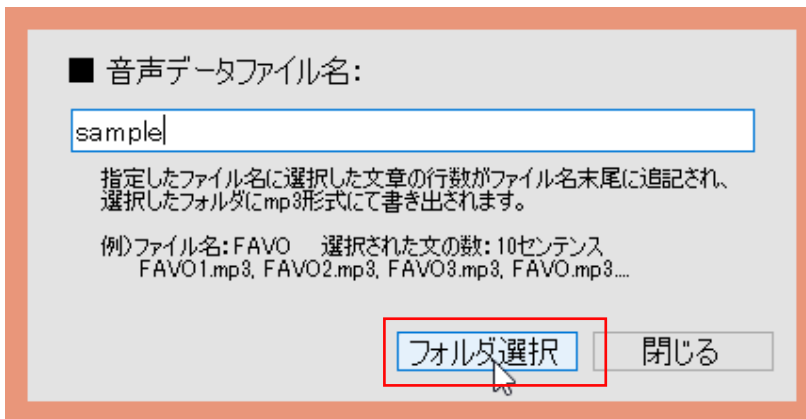 ■ 音声データファイル名:
sample
指定したファイル名に選択した文章の行数がファイル名末尾に追記され、
選択したフォルダにmp3形式にて書き出されます。
例)ファイル名:FAVO 選択された文の数:10センテンス
FAVO1.mp3, FAVO2.mp3, FAVO3.mp3, FAVO.mp3....
フォルダ選択 閉じる